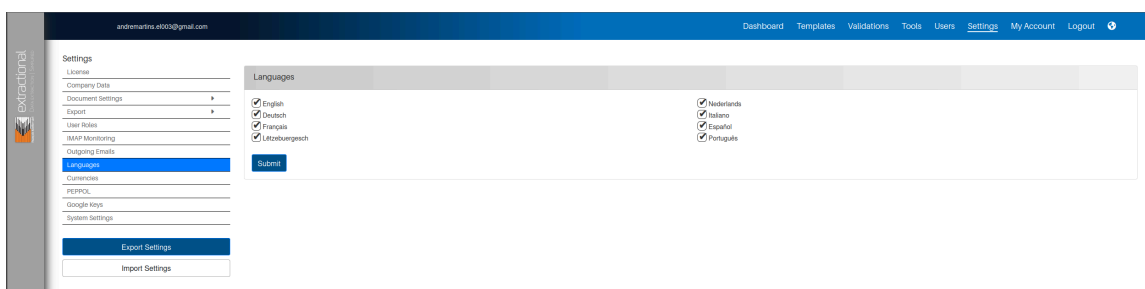 andremartins.el003@gmail.com
Dashboard Templates Validations Tools Users Settings My Account Logout
extractional
Settings
License
Company Data
Document Settings
Export
User Roles
IMAP Monitoring
Outgoing Emails
Languages
Currencies
PEPPOL
Google Keys
System Settings
Export Settings
Import Settings
Languages
English
Deutsch
Français
Lëtzebuergesch
Nederlands
Italiano
Español
Português
Submit